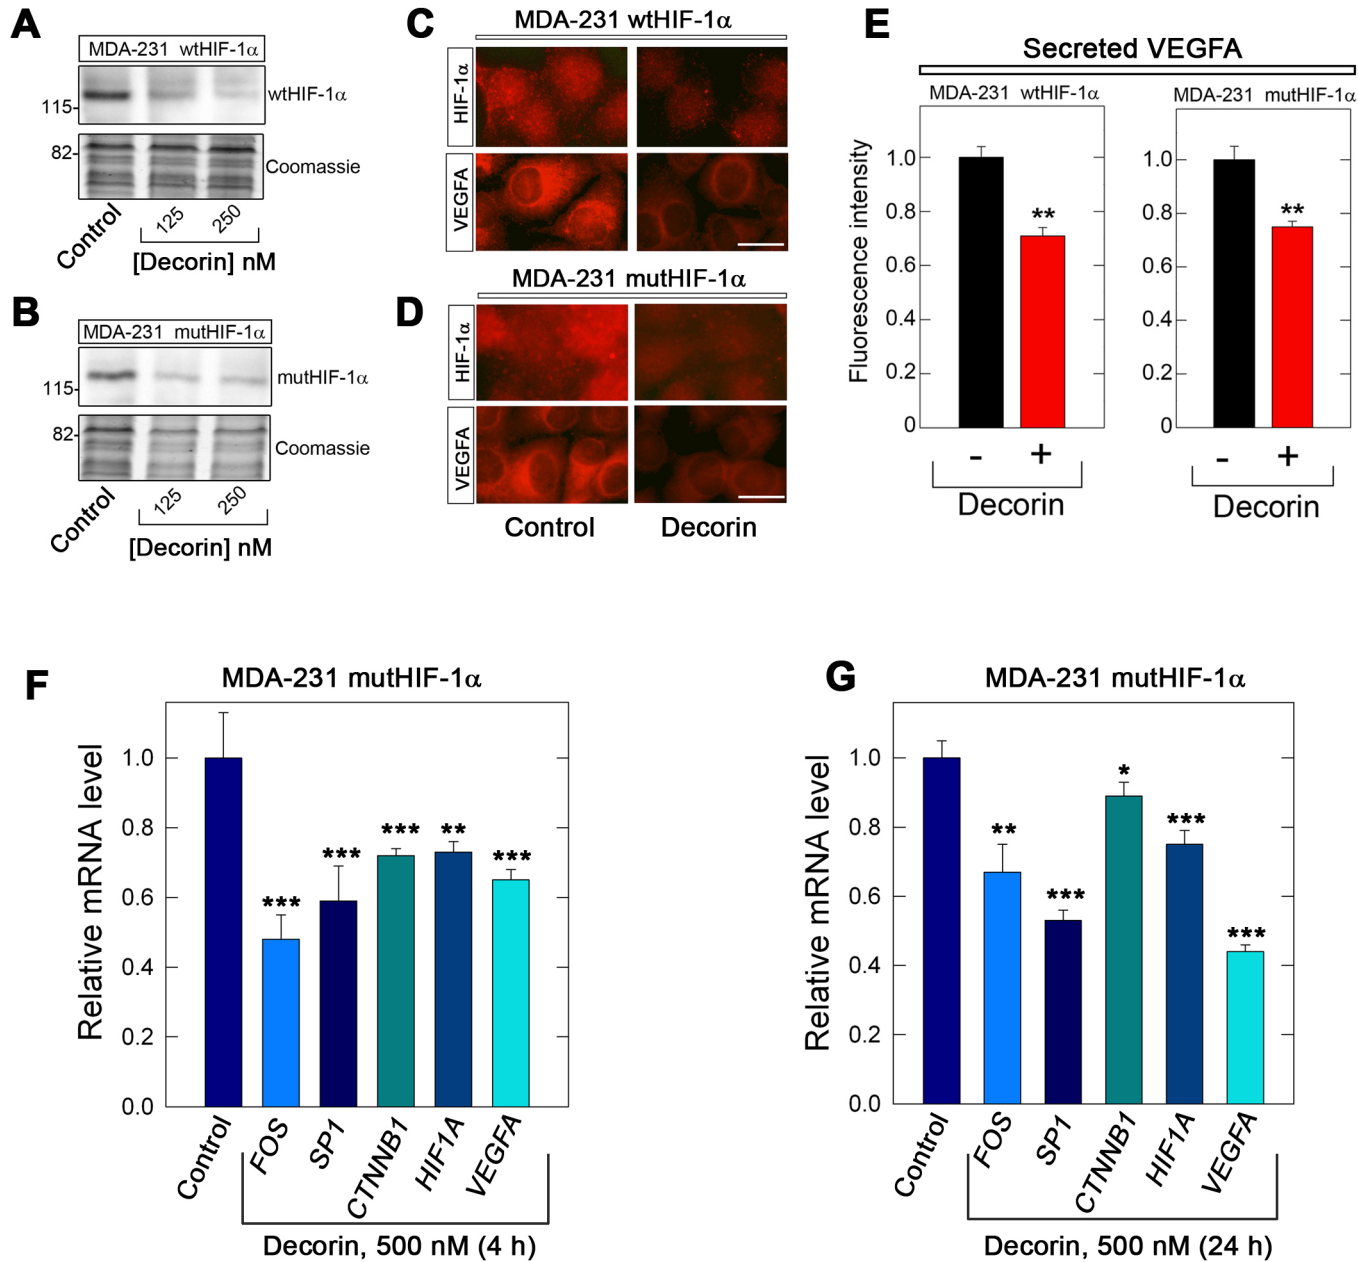 A
MDA-231 wtHIF-1α
wtHIF-1α
115-
82-
Coomassie
Control
125
250
[Decorin] nM
B
MDA-231 mutHIF-1α
mutHIF-1α
115-
82-
Coomassie
Control
125
250
[Decorin] nM
C
MDA-231 wtHIF-1α
HIF-1α
VEGFA
D
MDA-231 mutHIF-1α
HIF-1α
VEGFA
Control
Decorin
E
Secreted VEGFA
MDA-231 wtHIF-1α
Fluorescence intensity
1.0
0.8
0.6
0.4
0.2
0
**
- +
Decorin
MDA-231 mutHIF-1α
1.0
0.8
0.6
0.4
0.2
0
**
- +
Decorin
F
MDA-231 mutHIF-1α
Relative mRNA level
1.0
0.8
0.6
0.4
0.2
0.0
***
***
***
**
***
Control
FOS
SP1
CTNNB1
HIF1A
VEGFA
Decorin, 500 nM (4 h)
G
MDA-231 mutHIF-1α
Relative mRNA level
1.0
0.8
0.6
0.4
0.2
0.0
**
***
*
***
***
Control
FOS
SP1
CTNNB1
HIF1A
VEGFA
Decorin, 500 nM (24 h)